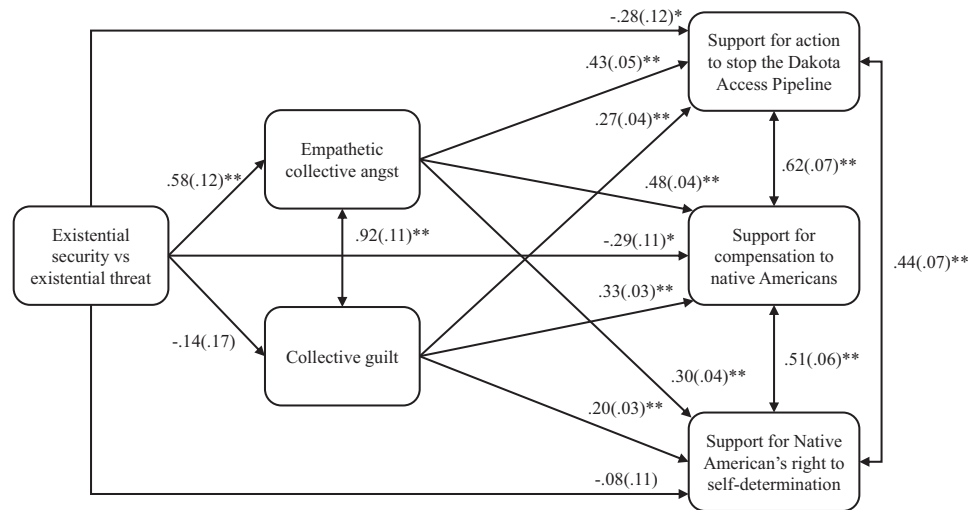 -.28(.12)*
Support for action
to stop the Dakota
Access Pipeline
.43(.05)**
.27(.04)**
Empathetic
collective angst
.62(.07)**
.58(.12)**
.48(.04)**
Existential
security vs
existential threat
.92(.11)**
-.29(.11)*
Support for
compensation to
native Americans
.44(.07)**
.33(.03)**
-.14(.17)
Collective guilt
.51(.06)**
.30(.04)**
.20(.03)**
Support for Native
American’s right to
self-determination
-.08(.11)